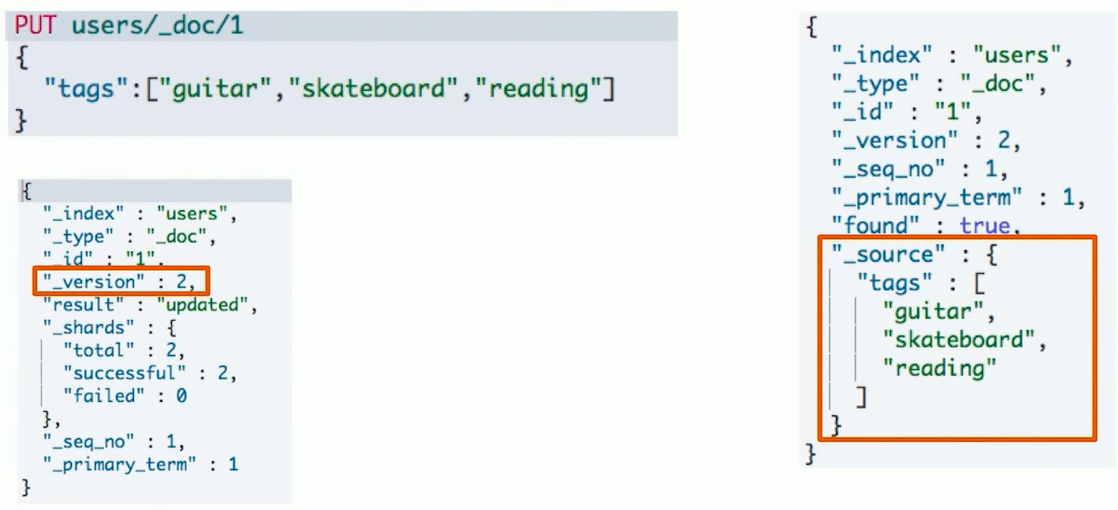 PUT users/_doc/1
{
"tags":["guitar","skateboard","reading"]
}
{
"_index" : "users",
"_type" : "_doc",
"_id" : "1",
"_version" : 2,
"result" : "updated",
"_shards" : {
"total" : 2,
"successful" : 2,
"failed" : 0
},
"_seq_no" : 1,
"_primary_term" : 1
}
{
"_index" : "users",
"_type" : "_doc",
"_id" : "1",
"_version" : 2,
"_seq_no" : 1,
"_primary_term" : 1,
"found" : true,
"_source" : {
"tags" : [
"guitar",
"skateboard",
"reading"
]
}
}